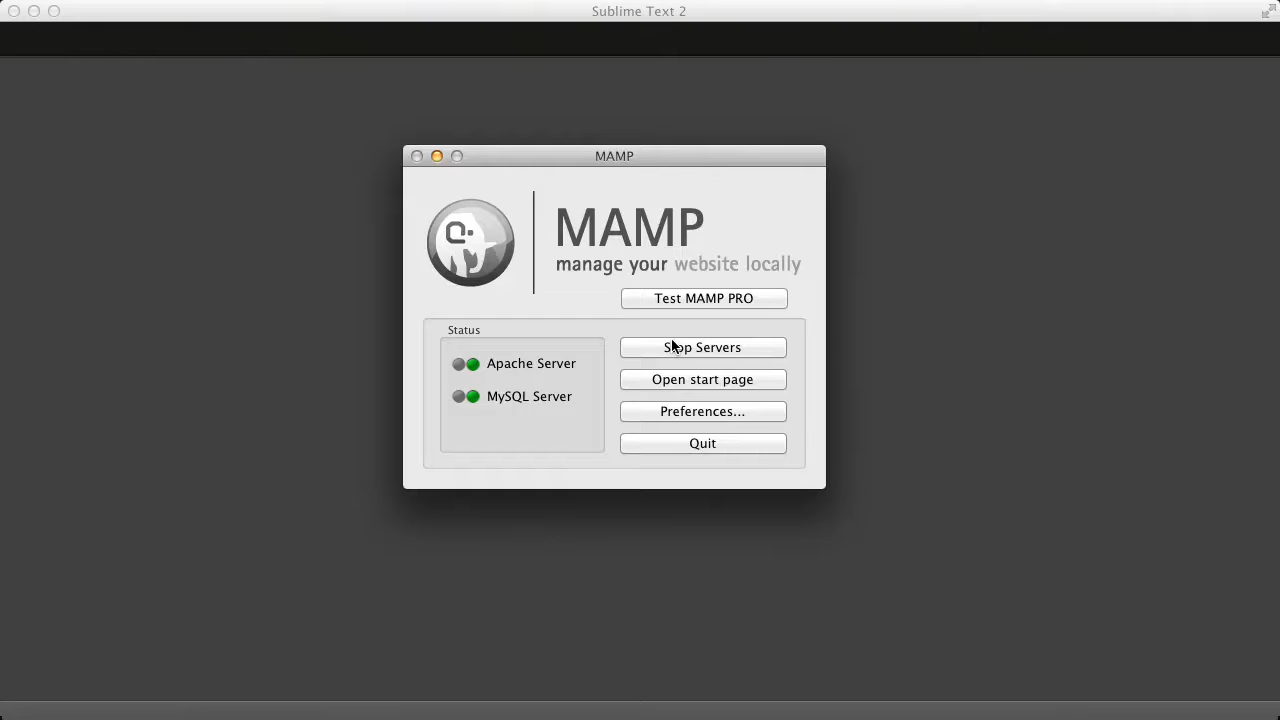 Sublime Text 2
MAMP
MAMP
manage your website locally
Test MAMP PRO
Status
Apache Server
MySQL Server
Stop Servers
Open start page
Preferences...
Quit